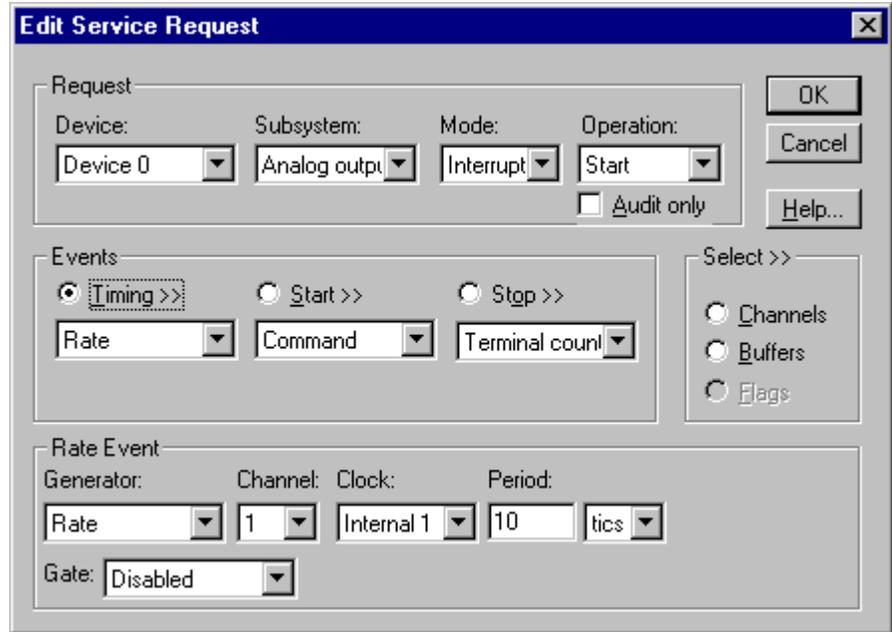 Edit Service Request
Request
Device: Subsystem: Mode: Operation:
Device 0 Analog outpu Interrupt Start
Audit only
OK
Cancel
Help...
Events
Timing >> Start >> Stop >>
Rate Command Terminal count
Select >>
Channels
Buffers
Flags
Rate Event
Generator: Channel: Clock: Period:
Rate 1 Internal 1 10 tics
Gate: Disabled